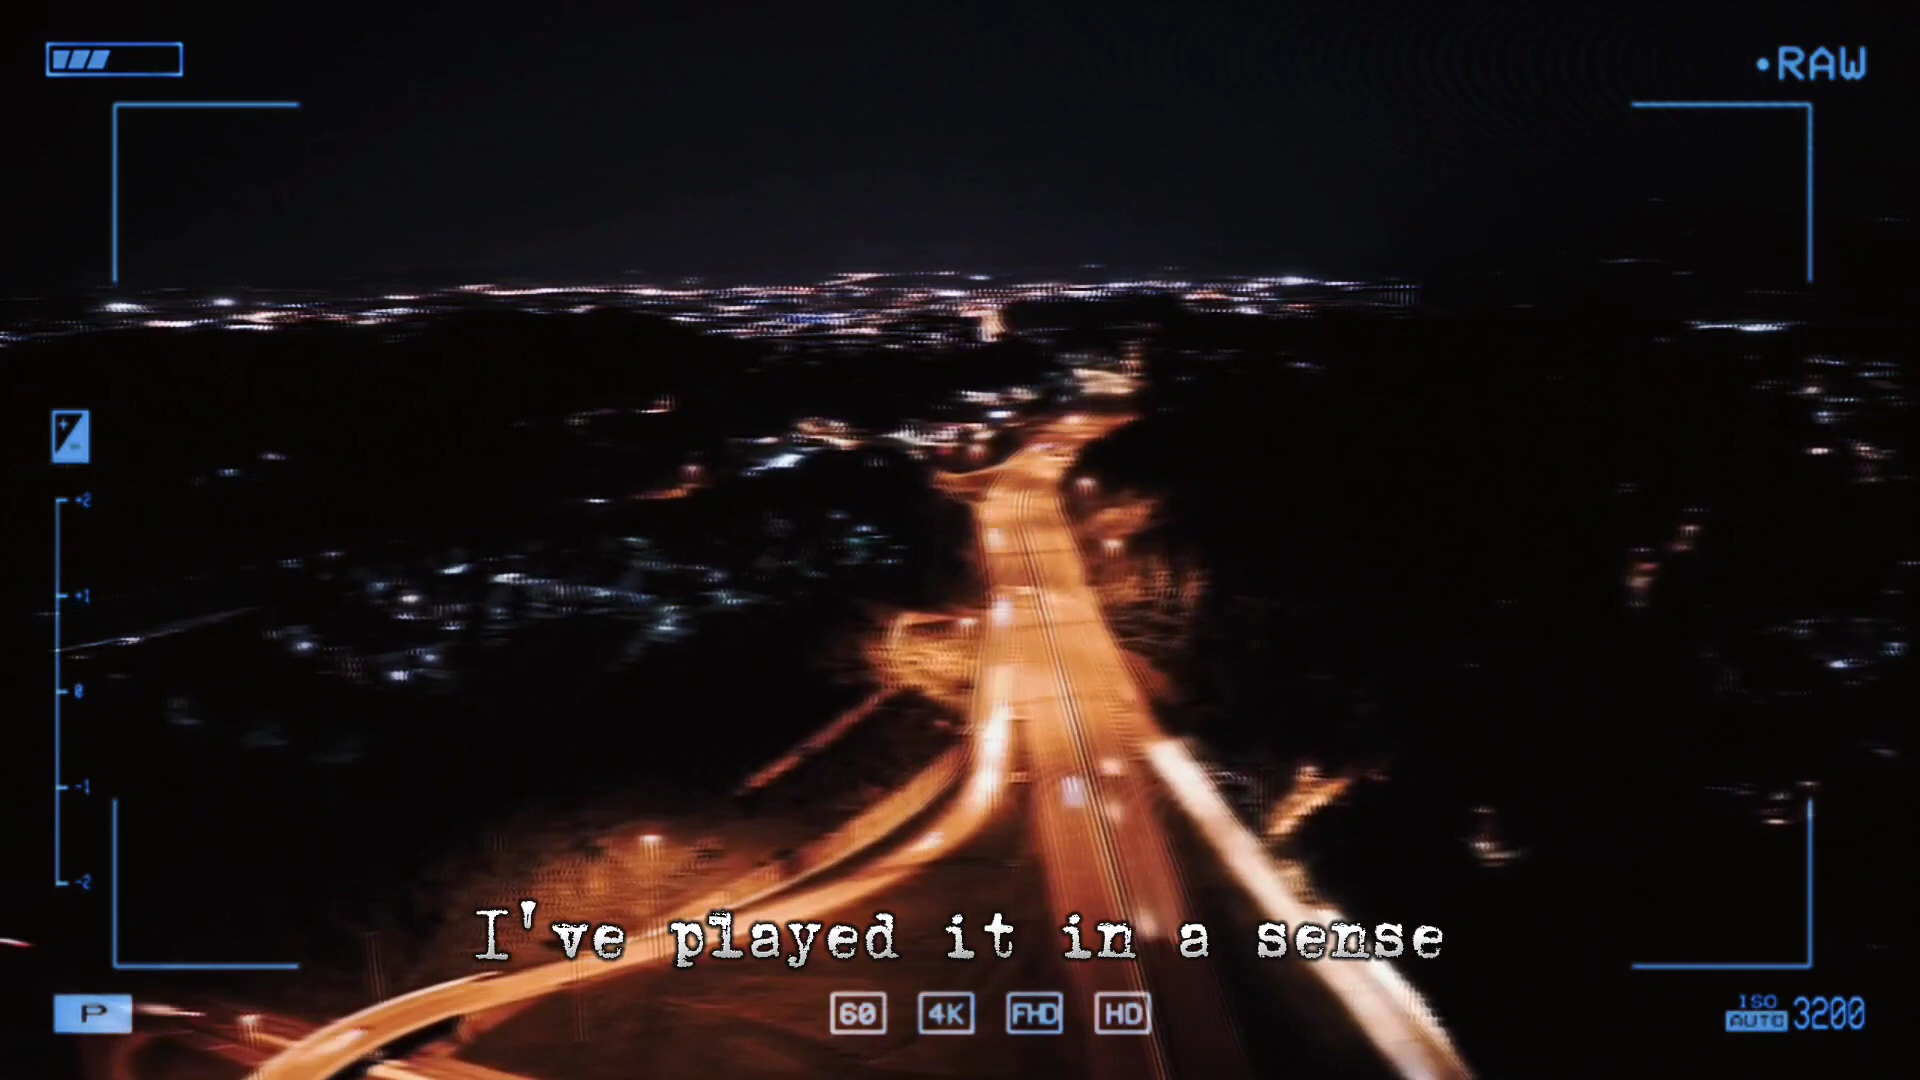 •RAW
+2
+1
0
-1
-2
I've played it in a sense
P
60 4K FHD HD
ISO
AUTO 3200